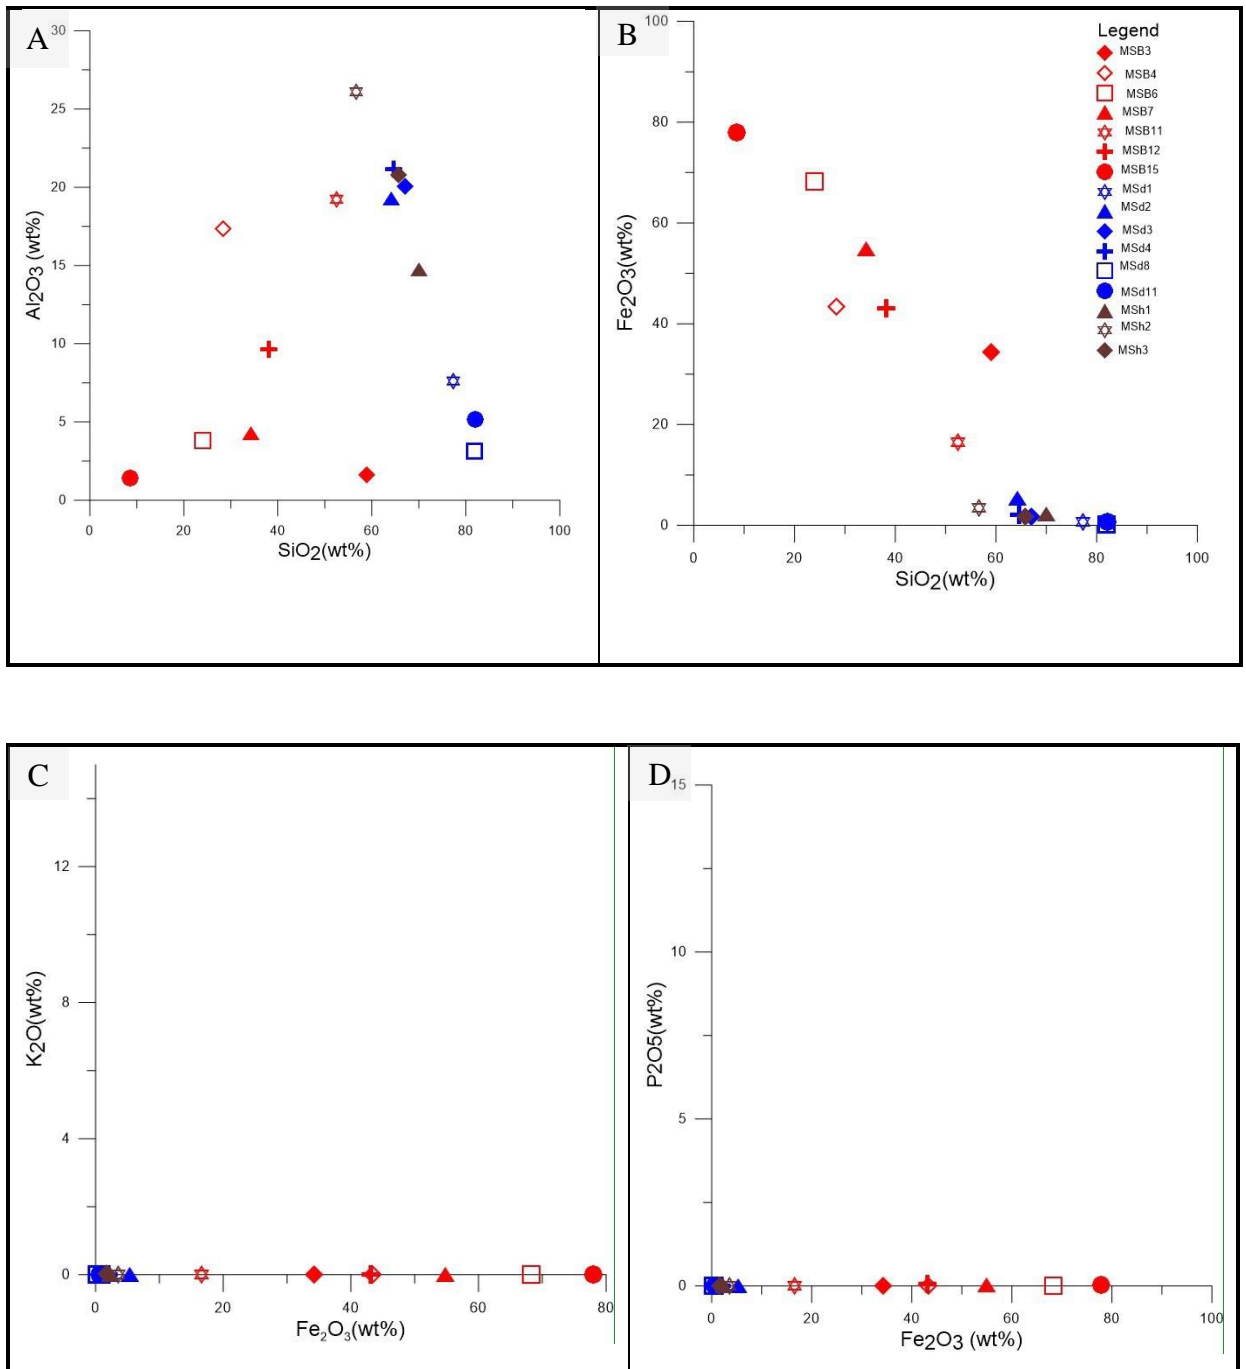 A
30
25
20
15
10
5
0
Al2O3 (wt%)
0 20 40 60 80 100
SiO2(wt%)
B
100
80
60
40
20
0
Fe2O3(wt%)
0 20 40 60 80 100
SiO2(wt%)
Legend
MSB3
MSB4
MSB6
MSB7
MSB11
MSB12
MSB15
MSd1
MSd2
MSd3
MSd4
MSd8
MSd11
MSh1
MSh2
MSh3
C
12
8
4
0
K2O(wt%)
0 20 40 60 80
Fe2O3(wt%)
D
15
10
5
0
P2O5(wt%)
0 20 40 60 80 100
Fe2O3 (wt%)